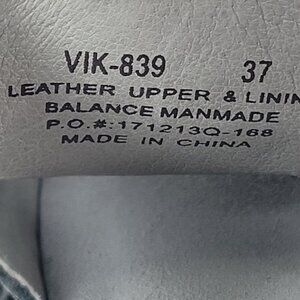 VIK-839 37
LEATHER UPPER & LININ
BALANCE MANMADE
P.O.#:171213Q-168
MADE IN CHINA